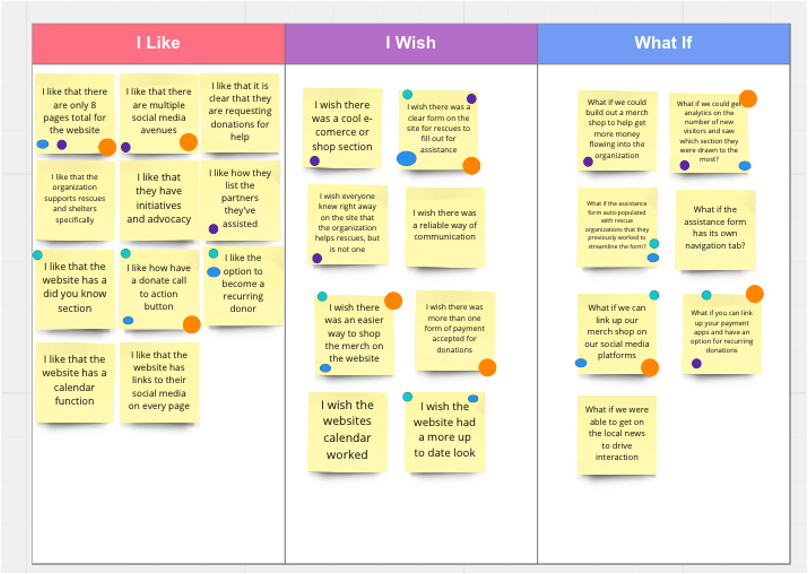 I Like
I Wish
What If
I like that there
are only 8
pages total for
the website
I like that there
are multiple
social media
avenues
I like that it is
clear that they
are requesting
donations for
help
I like that the
organization
supports rescues
and shelters
specifically
I like that
they have
initiatives
and advocacy
I like how
they list
the
partners
they've
assisted
I like that the
website has a
did you know
section
I like how have
a donate call
to action
button
I like the
option to
become a
recurring
donor
I like that the
website has a
calendar
function
I like that the
website has
links to their
social media
on every page
I wish there
was a cool e-
comerce or
shop section
I wish there was a
clear form on the
site for rescues to
fill out for
assistance
I wish everyone
knew right away
on the site that
the organization
helps rescues, but
is not one
I wish there was
a reliable way of
communication
I wish there
was an easier
way to shop
the merch on
the website
I wish there was
more than one
form of payment
accepted for
donations
I wish the
websites
calendar
worked
I wish the
website had
a more up
to date look
What if we could
build out a merch
shop to help get
more money
flowing into the
organization
What if we could get
analytics on the
number of new
visitors and saw
which section they
were drawn to the
most?
What if the assistance
form auto-populated
with rescue
organizations that they
previously worked to
streamline the form?
What if the
assistance form
has its own
navigation tab?
What if we can
link up our
merch shop on
our social media
platforms
What if you can link
up your payment
apps and have an
option for recurring
donations
What if we were
able to get on
the local news
to drive
interaction